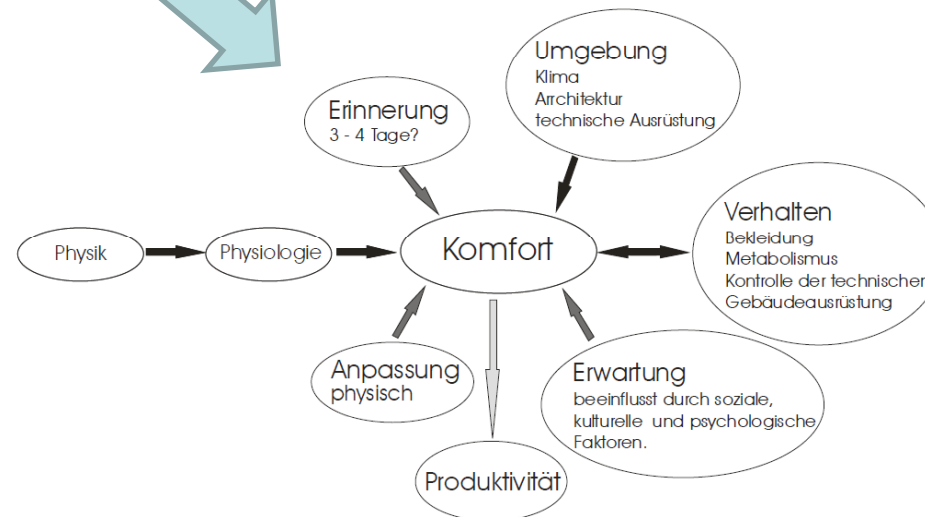 Umgebung
Klima
Arrchitektur
technische Ausrüstung
Erinnerung
3 - 4 Tage?
Verhalten
Bekleidung
Metabolismus
Kontrolle der technischer
Gebäudeausrüstung
Physik
Physiologie
Komfort
Anpassung
physisch
Erwartung
beeinflusst durch soziale,
kulturelle und psychologische
Faktoren.
Produktivität